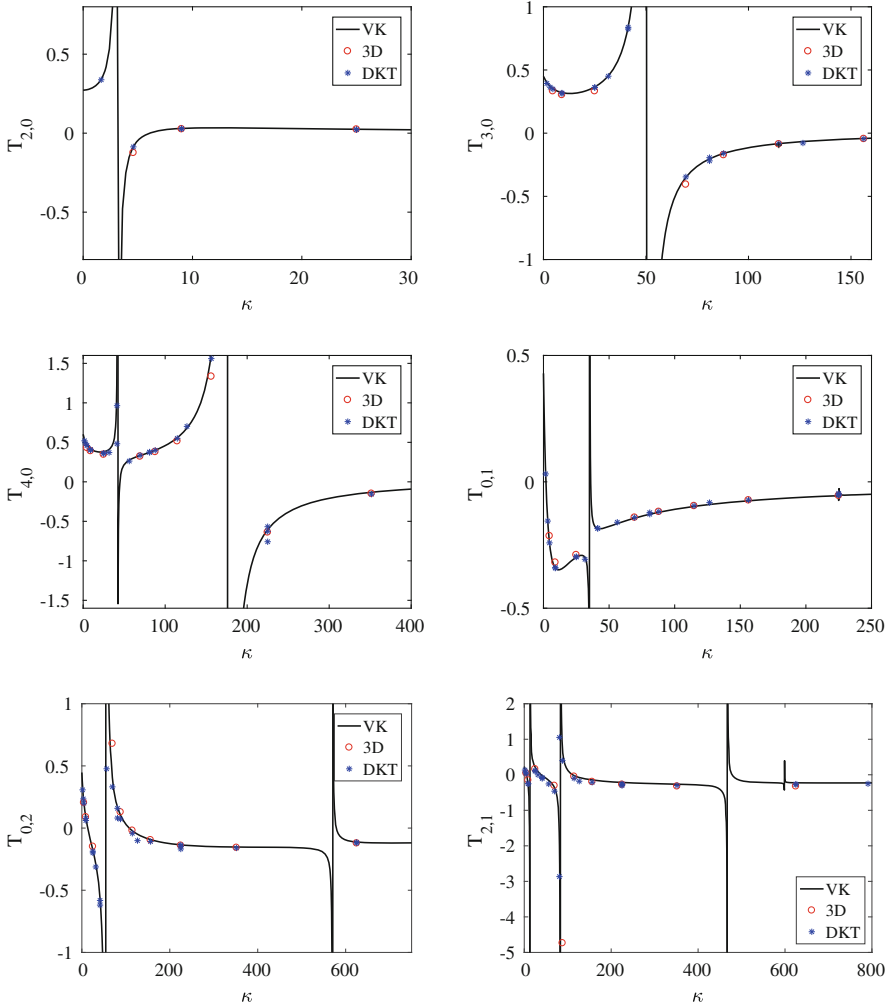 VK
3D
DKT
0.5
0
-0.5
T2,0
0 10 20 30
κ
VK
3D
DKT
1
0.5
0
-0.5
-1
T3,0
0 50 100 150
κ
VK
3D
DKT
1.5
1
0.5
0
-0.5
-1
-1.5
T4,0
0 100 200 300 400
κ
VK
3D
DKT
0.5
0
-0.5
T0,1
0 50 100 150 200 250
κ
VK
3D
DKT
1
0.5
0
-0.5
-1
T0,2
0 200 400 600
κ
2
1
0
-1
-2
-3
-4
-5
T2,1
VK
3D
DKT
0 200 400 600 800
κ